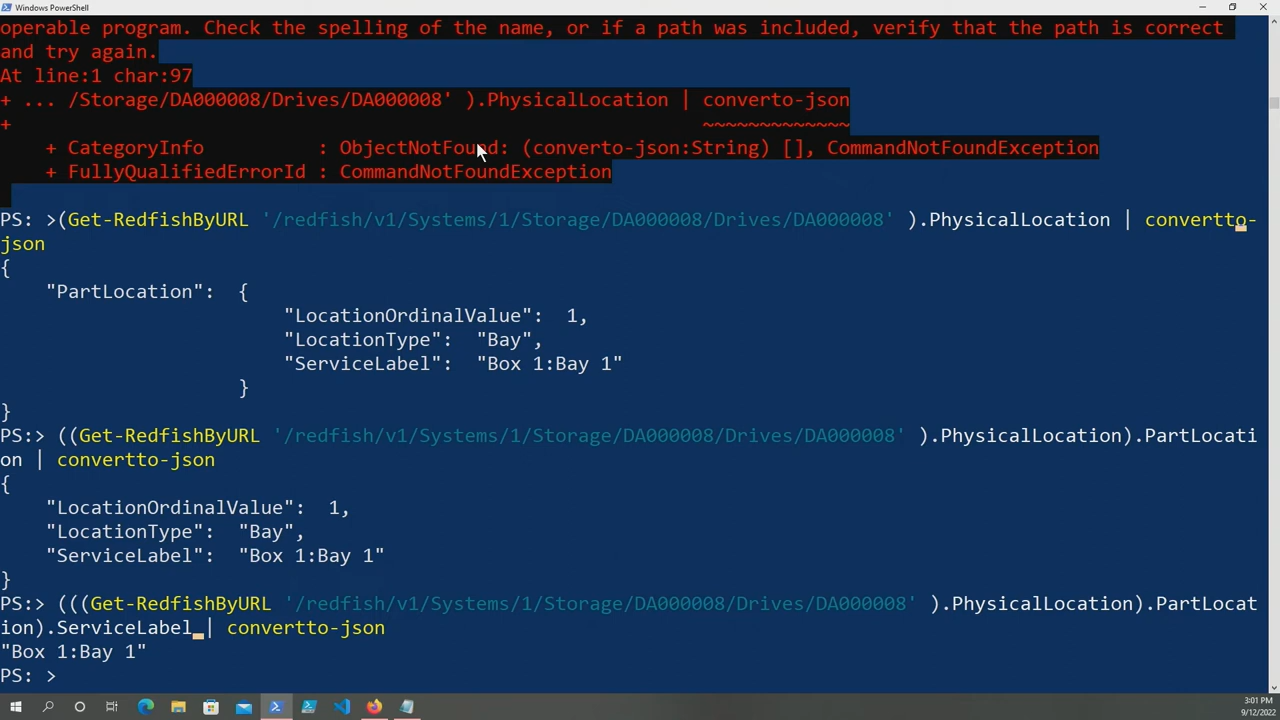 Windows PowerShell
operable program. Check the spelling of the name, or if a path was included, verify that the path is correct
and try again.
At line:1 char:97
+ ... /Storage/DA000008/Drives/DA000008' ).PhysicalLocation | converto-json
+                                                              ~~~~~~~~~~~~~
    + CategoryInfo          : ObjectNotFound: (converto-json:String) [], CommandNotFoundException
    + FullyQualifiedErrorId : CommandNotFoundException
PS: >(Get-RedfishByURL '/redfish/v1/Systems/1/Storage/DA000008/Drives/DA000008' ).PhysicalLocation | convertto-
json
{
    "PartLocation":  {
                         "LocationOrdinalValue":  1,
                         "LocationType":  "Bay",
                         "ServiceLabel":  "Box 1:Bay 1"
                     }
}
PS:> ((Get-RedfishByURL '/redfish/v1/Systems/1/Storage/DA000008/Drives/DA000008' ).PhysicalLocation).PartLocati
on | convertto-json
{
    "LocationOrdinalValue":  1,
    "LocationType":  "Bay",
    "ServiceLabel":  "Box 1:Bay 1"
}
PS:> (((Get-RedfishByURL '/redfish/v1/Systems/1/Storage/DA000008/Drives/DA000008' ).PhysicalLocation).PartLocat
ion).ServiceLabel | convertto-json
"Box 1:Bay 1"
PS: >
3:01 PM
9/12/2022